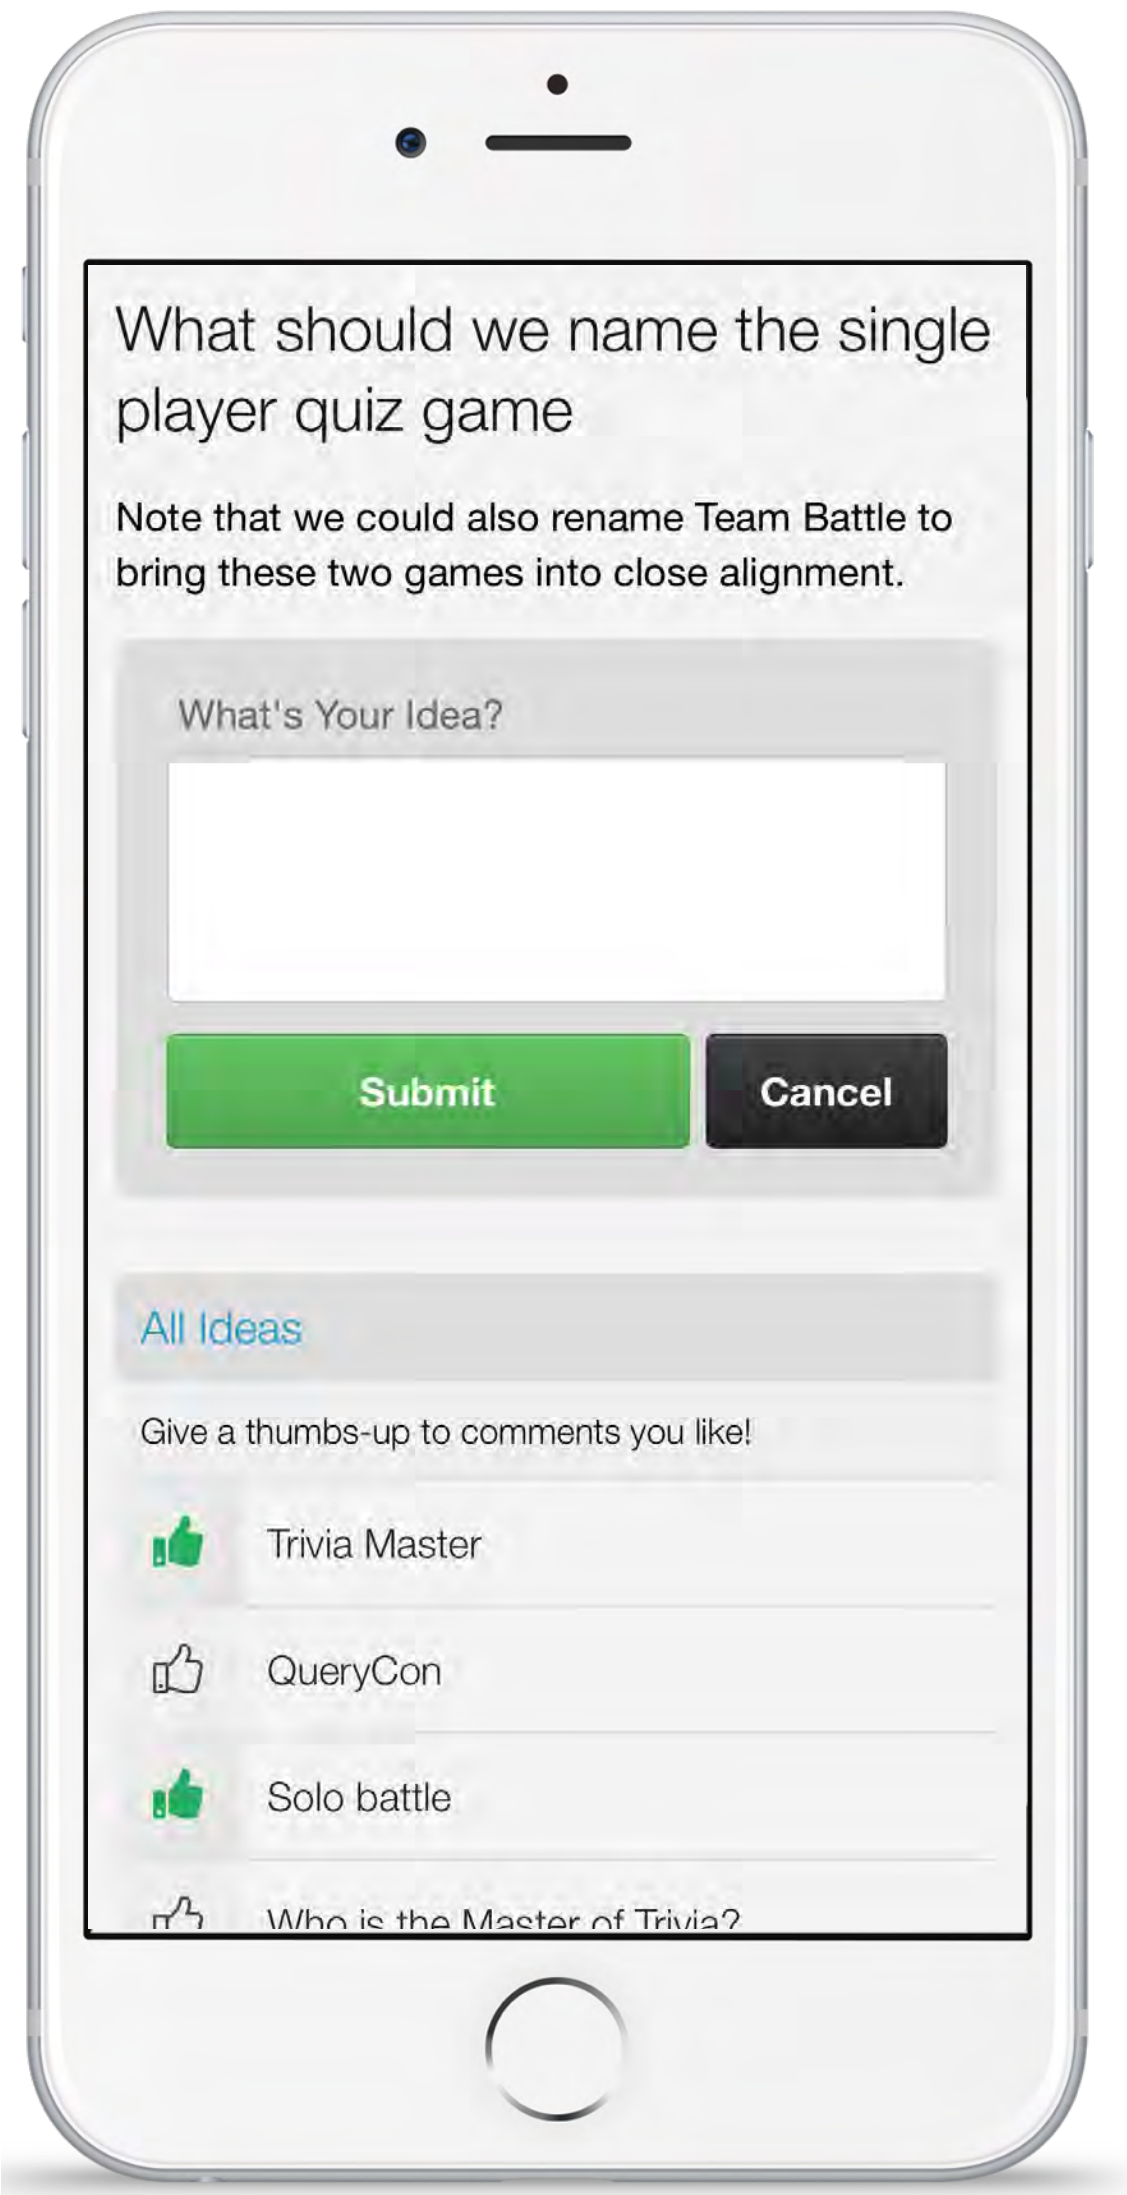 What should we name the single
player quiz game
Note that we could also rename Team Battle to
bring these two games into close alignment.
What's Your Idea?
Submit
Cancel
All Ideas
Give a thumbs-up to comments you like!
Trivia Master
QueryCon
Solo battle
Who is the Master of Trivia?